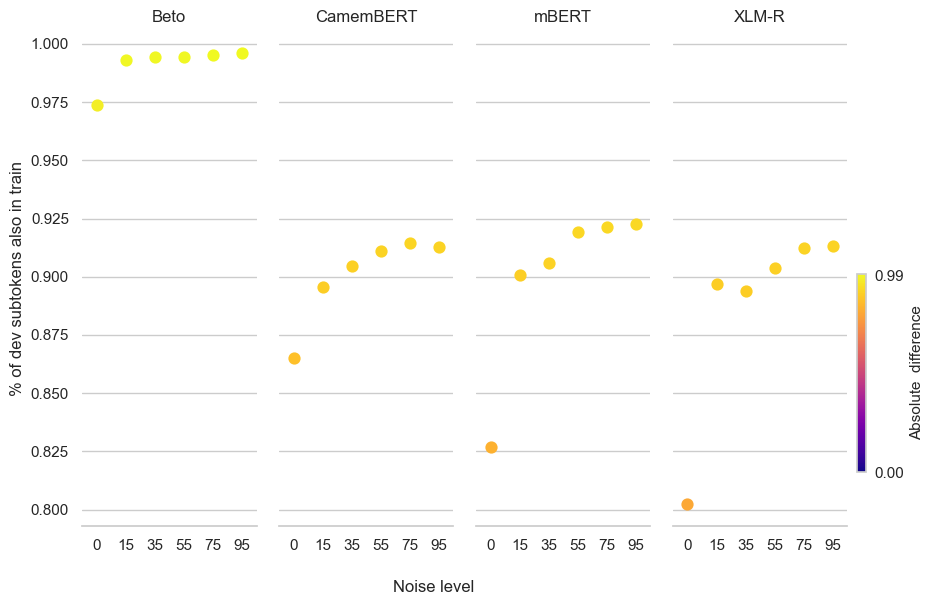 Beto CamemBERT mBERT XLM-R
% of dev subtokens also in train
1.000
0.975
0.950
0.925
0.900
0.875
0.850
0.825
0.800
0 15 35 55 75 95 0 15 35 55 75 95 0 15 35 55 75 95 0 15 35 55 75 95
Noise level
0.99
Absolute difference
0.00